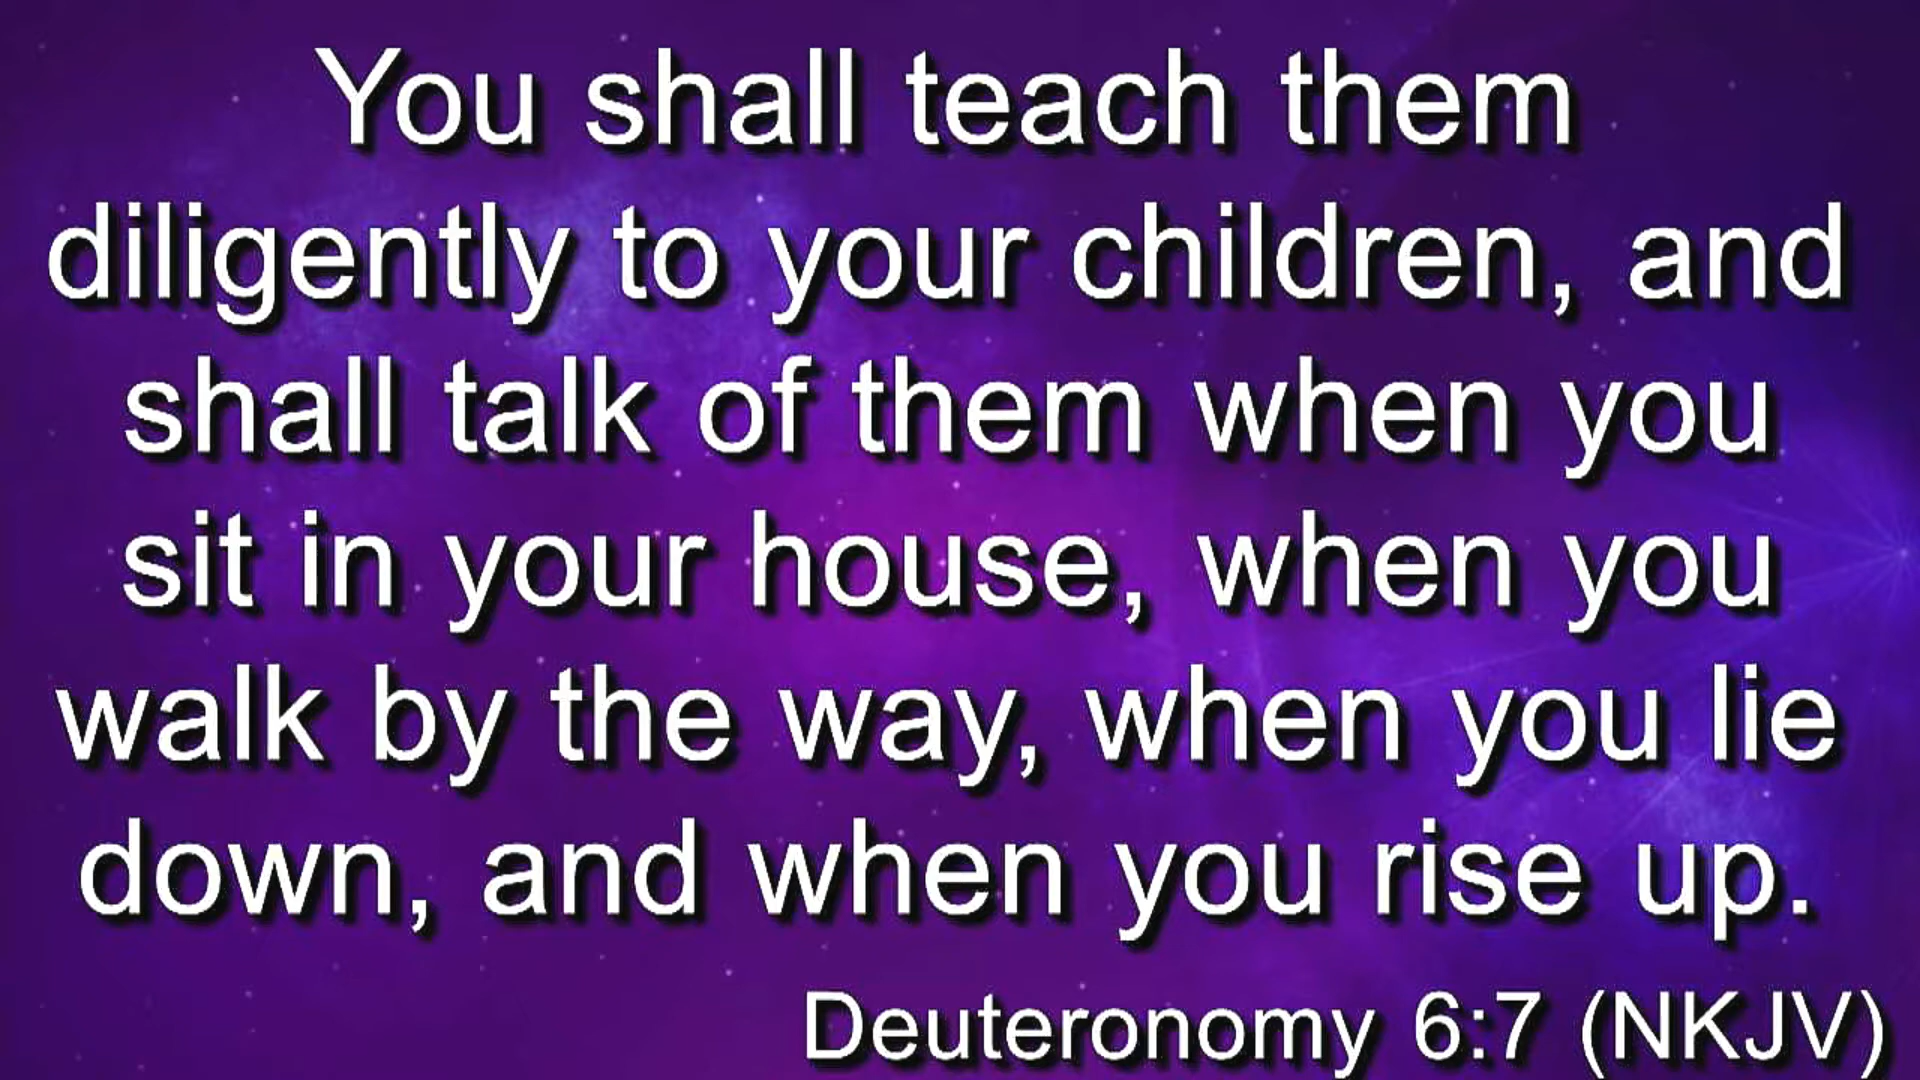 You shall teach them
diligently to your children, and
shall talk of them when you
sit in your house, when you
walk by the way, when you lie
down, and when you rise up.
Deuteronomy 6:7 (NKJV)